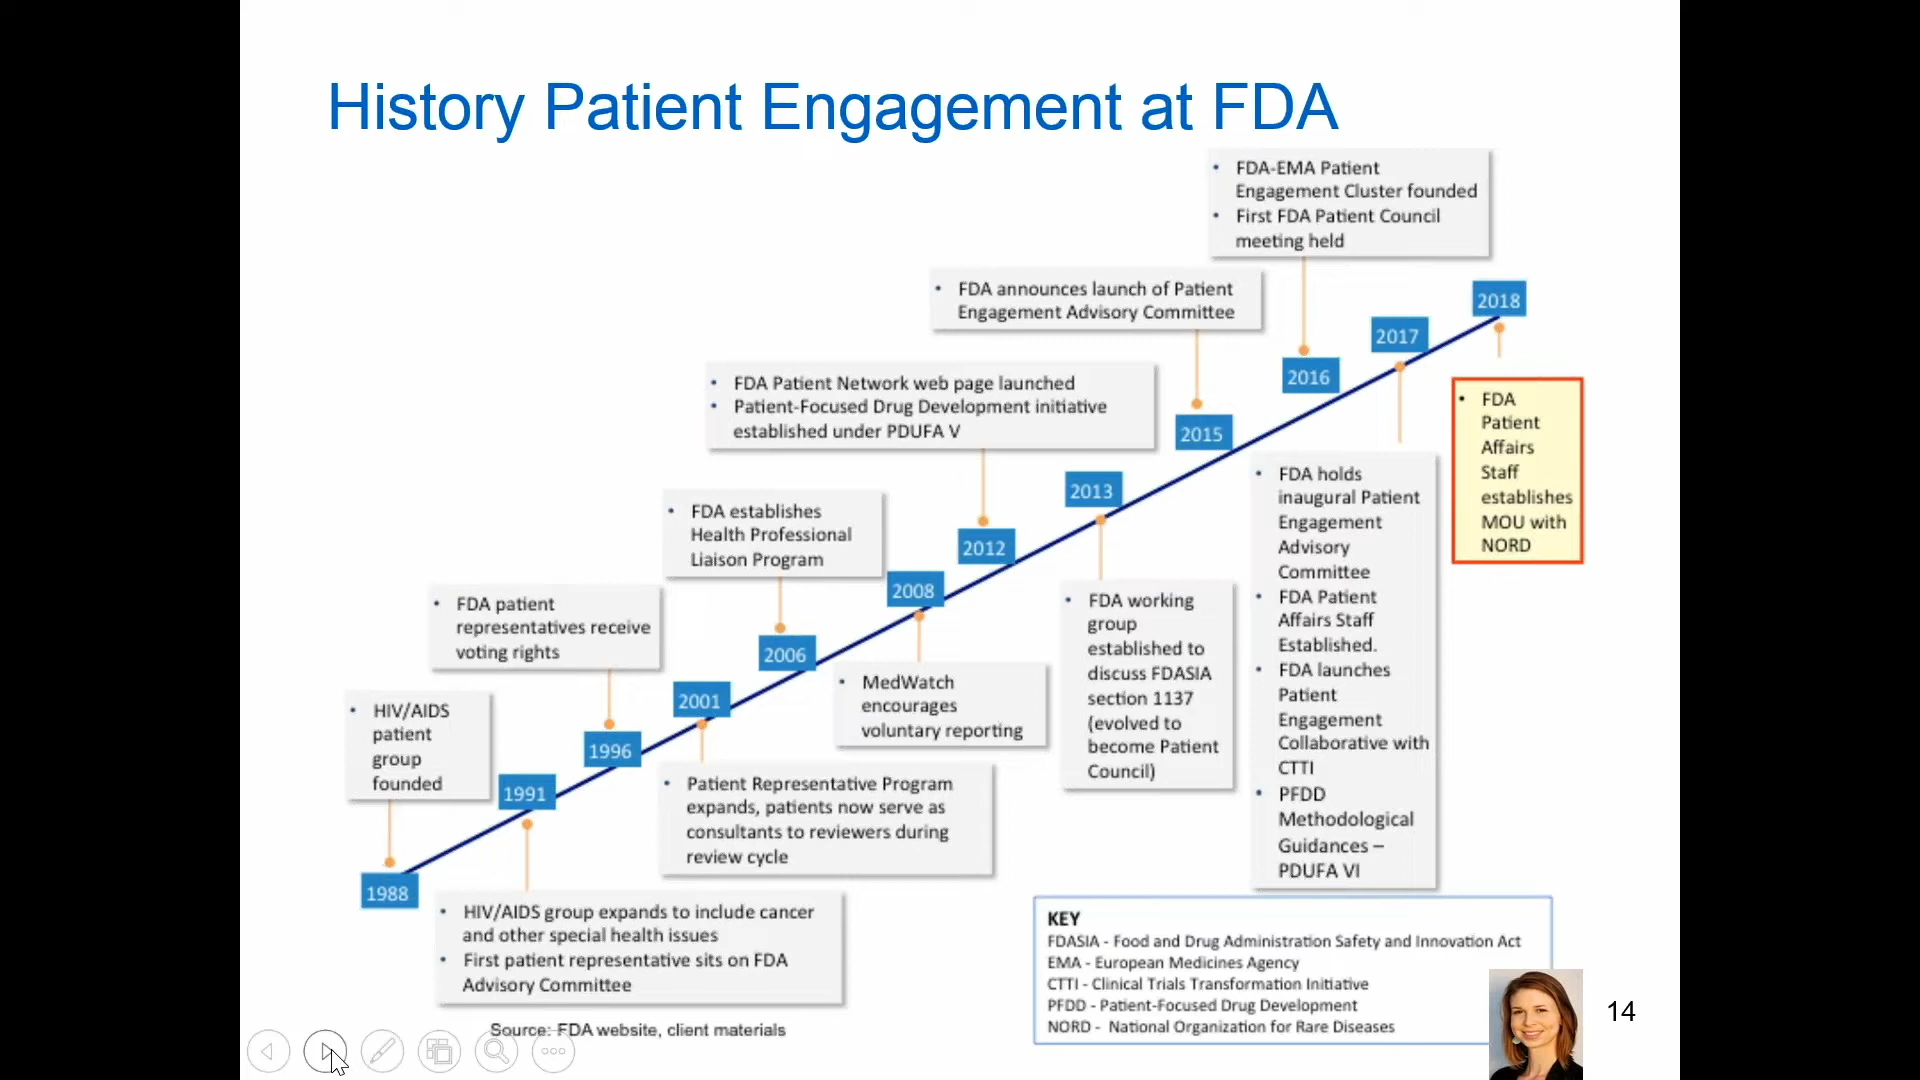 History Patient Engagement at FDA
• FDA-EMA Patient
Engagement Cluster founded
• First FDA Patient Council
meeting held
• FDA announces launch of Patient
Engagement Advisory Committee
2018
2017
2016
• FDA Patient Network web page launched
• Patient-Focused Drug Development initiative
established under PDUFA V
2015
• FDA
Patient
Affairs
Staff
establishes
MOU with
NORD
• FDA holds
inaugural Patient
Engagement
Advisory
Committee
• FDA Patient
Affairs Staff
Established.
• FDA launches
Patient
Engagement
Collaborative with
CTTI
• PFDD
Methodological
Guidances –
PDUFA VI
2013
• FDA establishes
Health Professional
Liaison Program
2012
2008
• FDA working
group
established to
discuss FDASIA
section 1137
(evolved to
become Patient
Council)
• FDA patient
representatives receive
voting rights
2006
• MedWatch
encourages
voluntary reporting
2001
• HIV/AIDS
patient
group
founded
1996
• Patient Representative Program
expands, patients now serve as
consultants to reviewers during
review cycle
1991
1988
• HIV/AIDS group expands to include cancer
and other special health issues
• First patient representative sits on FDA
Advisory Committee
KEY
FDASIA - Food and Drug Administration Safety and Innovation Act
EMA - European Medicines Agency
CTTI - Clinical Trials Transformation Initiative
PFDD - Patient-Focused Drug Development
NORD - National Organization for Rare Diseases
14
Source: FDA website, client materials